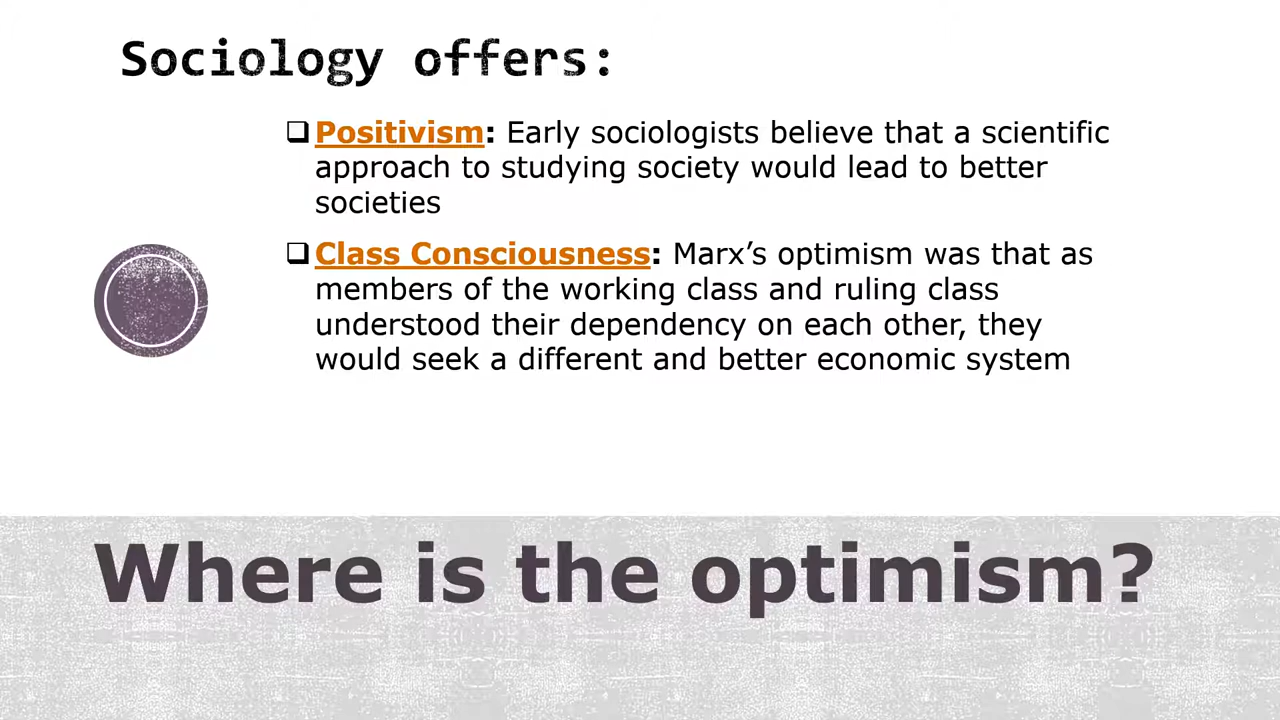 Sociology offers:
❑Positivism: Early sociologists believe that a scientific
approach to studying society would lead to better
societies
❑Class Consciousness: Marx’s optimism was that as
members of the working class and ruling class
understood their dependency on each other, they
would seek a different and better economic system
Where is the optimism?